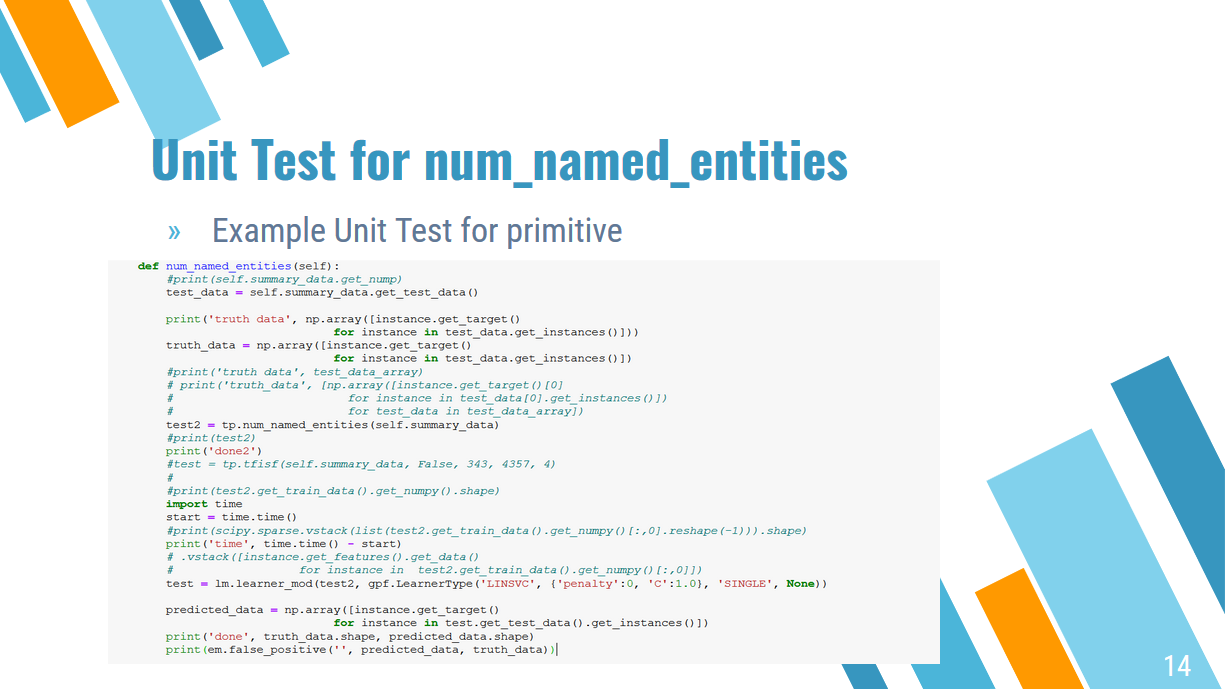 Unit Test for num_named_entities
» Example Unit Test for primitive
def num_named_entities(self):
#print(self.summary_data.get_nump)
test_data = self.summary_data.get_test_data()
print('truth data', np.array([instance.get_target()
for instance in test_data.get_instances()]))
truth_data = np.array([instance.get_target()
for instance in test_data.get_instances()])
#print('truth data', test_data_array)
# print('truth_data', [np.array([instance.get_target()[0]
# for instance in test_data[0].get_instances()])
# for test_data in test_data_array])
test2 = tp.num_named_entities(self.summary_data)
#print(test2)
print('done2')
#test = tp.tfisf(self.summary_data, False, 343, 4357, 4)
#
#print(test2.get_train_data().get_numpy().shape)
import time
start = time.time()
#print(scipy.sparse.vstack(list(test2.get_train_data().get_numpy()[:,0].reshape(-1))).shape)
print('time', time.time() - start)
# .vstack([instance.get_features().get_data()
# for instance in  test2.get_train_data().get_numpy()[:,0]])
test = lm.learner_mod(test2, gpf.LearnerType('LINSVC', {'penalty':0, 'C':1.0}, 'SINGLE', None))
predicted_data = np.array([instance.get_target()
for instance in test.get_test_data().get_instances()])
print('done', truth_data.shape, predicted_data.shape)
print(em.false_positive('', predicted_data, truth_data))
14